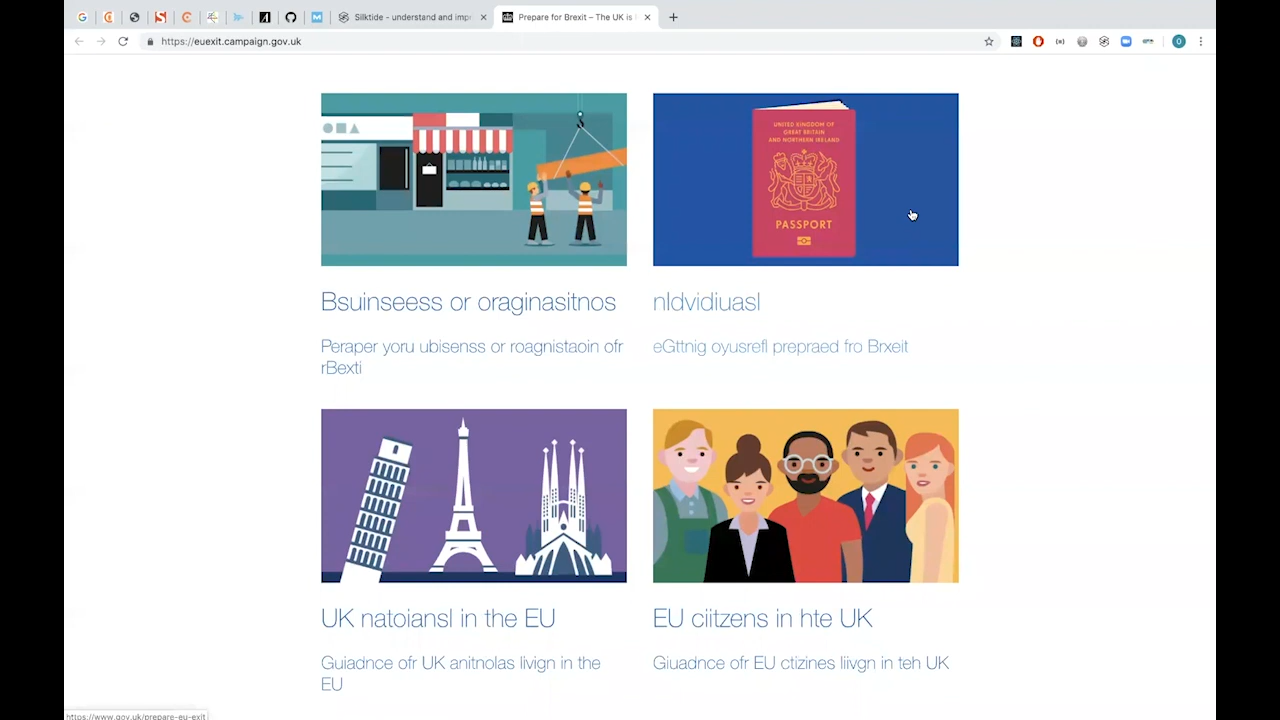 Silktide - understand and impr
Prepare for Brexit – The UK is l
https://euexit.campaign.gov.uk
UNITED KINGDOM OF
GREAT BRITAIN
AND NORTHERN IRELAND
PASSPORT
Bsuinseess or oraginasitnos
nIdvidiuasl
Peraper yoru ubisenss or roagnistaoin ofr
rBexti
eGttnig oyusrefl prepraed fro Brxeit
UK natoiansl in the EU
EU ciitzens in hte UK
Guiadnce ofr UK anitnolas livign in the
EU
Giuadnce ofr EU ctizines liivgn in teh UK
https://www.gov.uk/prepare-eu-exit